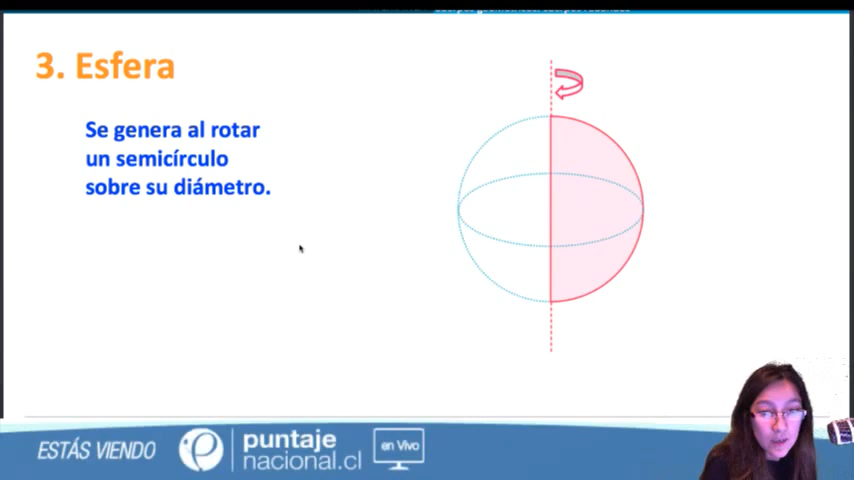 3. Esfera
Se genera al rotar
un semicírculo
sobre su diámetro.
ESTÁS VIENDO
puntaje
nacional.cl
en Vivo